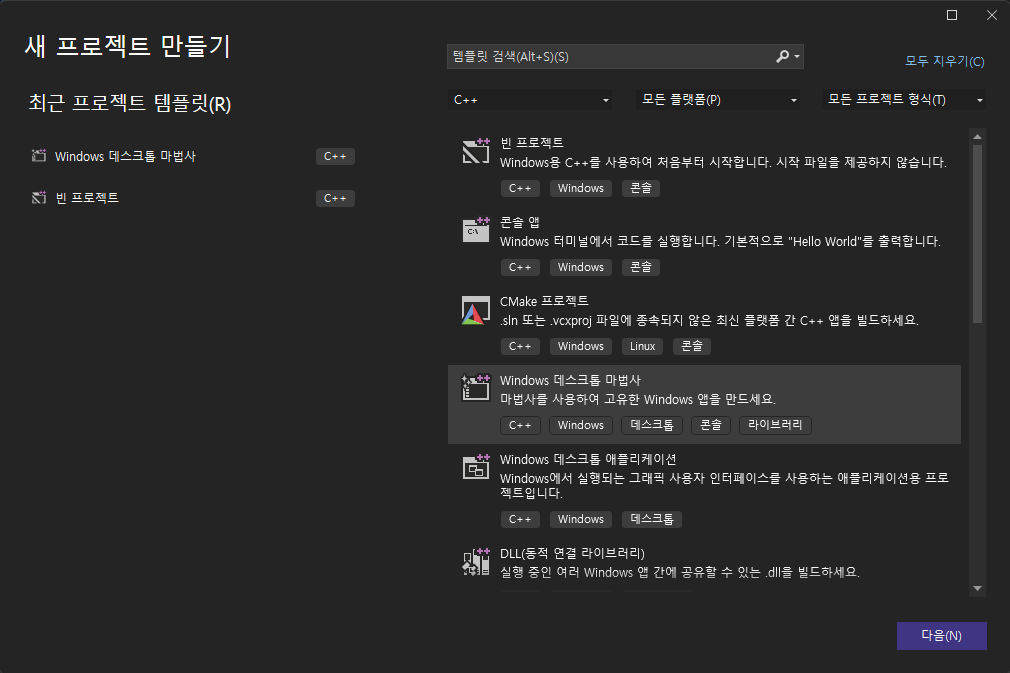 새 프로젝트 만들기
최근 프로젝트 템플릿(R)
Windows 데스크톱 마법사 C++
빈 프로젝트 C++
템플릿 검색(Alt+S)(S)
모두 지우기(C)
C++ 모든 플랫폼(P) 모든 프로젝트 형식(T)
빈 프로젝트
Windows용 C++를 사용하여 처음부터 시작합니다. 시작 파일을 제공하지 않습니다.
C++ Windows 콘솔
콘솔 앱
Windows 터미널에서 코드를 실행합니다. 기본적으로 "Hello World"를 출력합니다.
C++ Windows 콘솔
CMake 프로젝트
.sln 또는 .vcxproj 파일에 종속되지 않은 최신 플랫폼 간 C++ 앱을 빌드하세요.
C++ Windows Linux 콘솔
Windows 데스크톱 마법사
마법사를 사용하여 고유한 Windows 앱을 만드세요.
C++ Windows 데스크톱 콘솔 라이브러리
Windows 데스크톱 애플리케이션
Windows에서 실행되는 그래픽 사용자 인터페이스를 사용하는 애플리케이션용 프로
젝트입니다.
C++ Windows 데스크톱
DLL(동적 연결 라이브러리)
실행 중인 여러 Windows 앱 간에 공유할 수 있는 .dll을 빌드하세요.
다음(N)